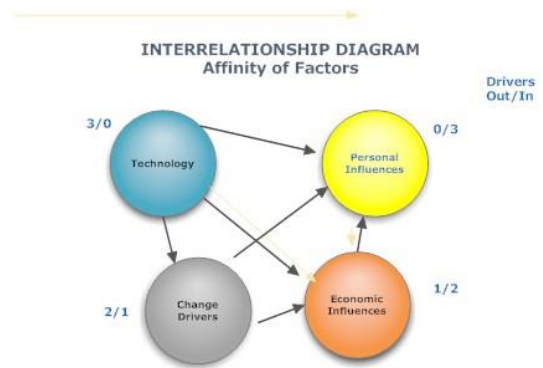 INTERRELATIONSHIP DIAGRAM
Affinity of Factors
Drivers
Out/In
3/0
Technology
Personal
Influences
0/3
2/1
Change
Drivers
Economic
Influences
1/2